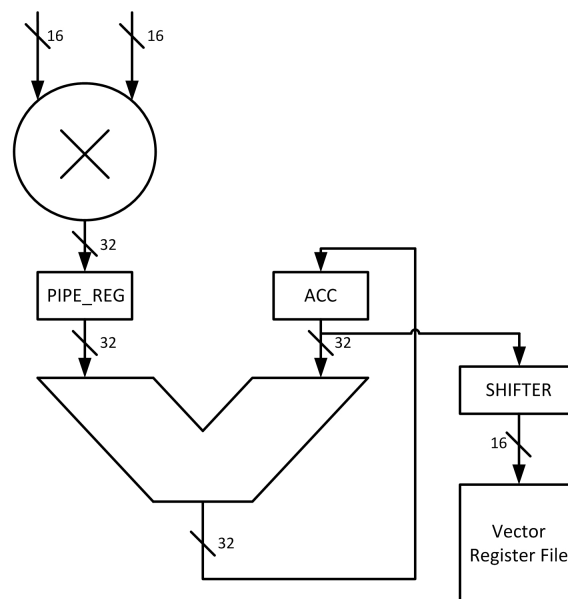 16
16
32
PIPE_REG
ACC
32
32
SHIFTER
16
32
Vector
Register File